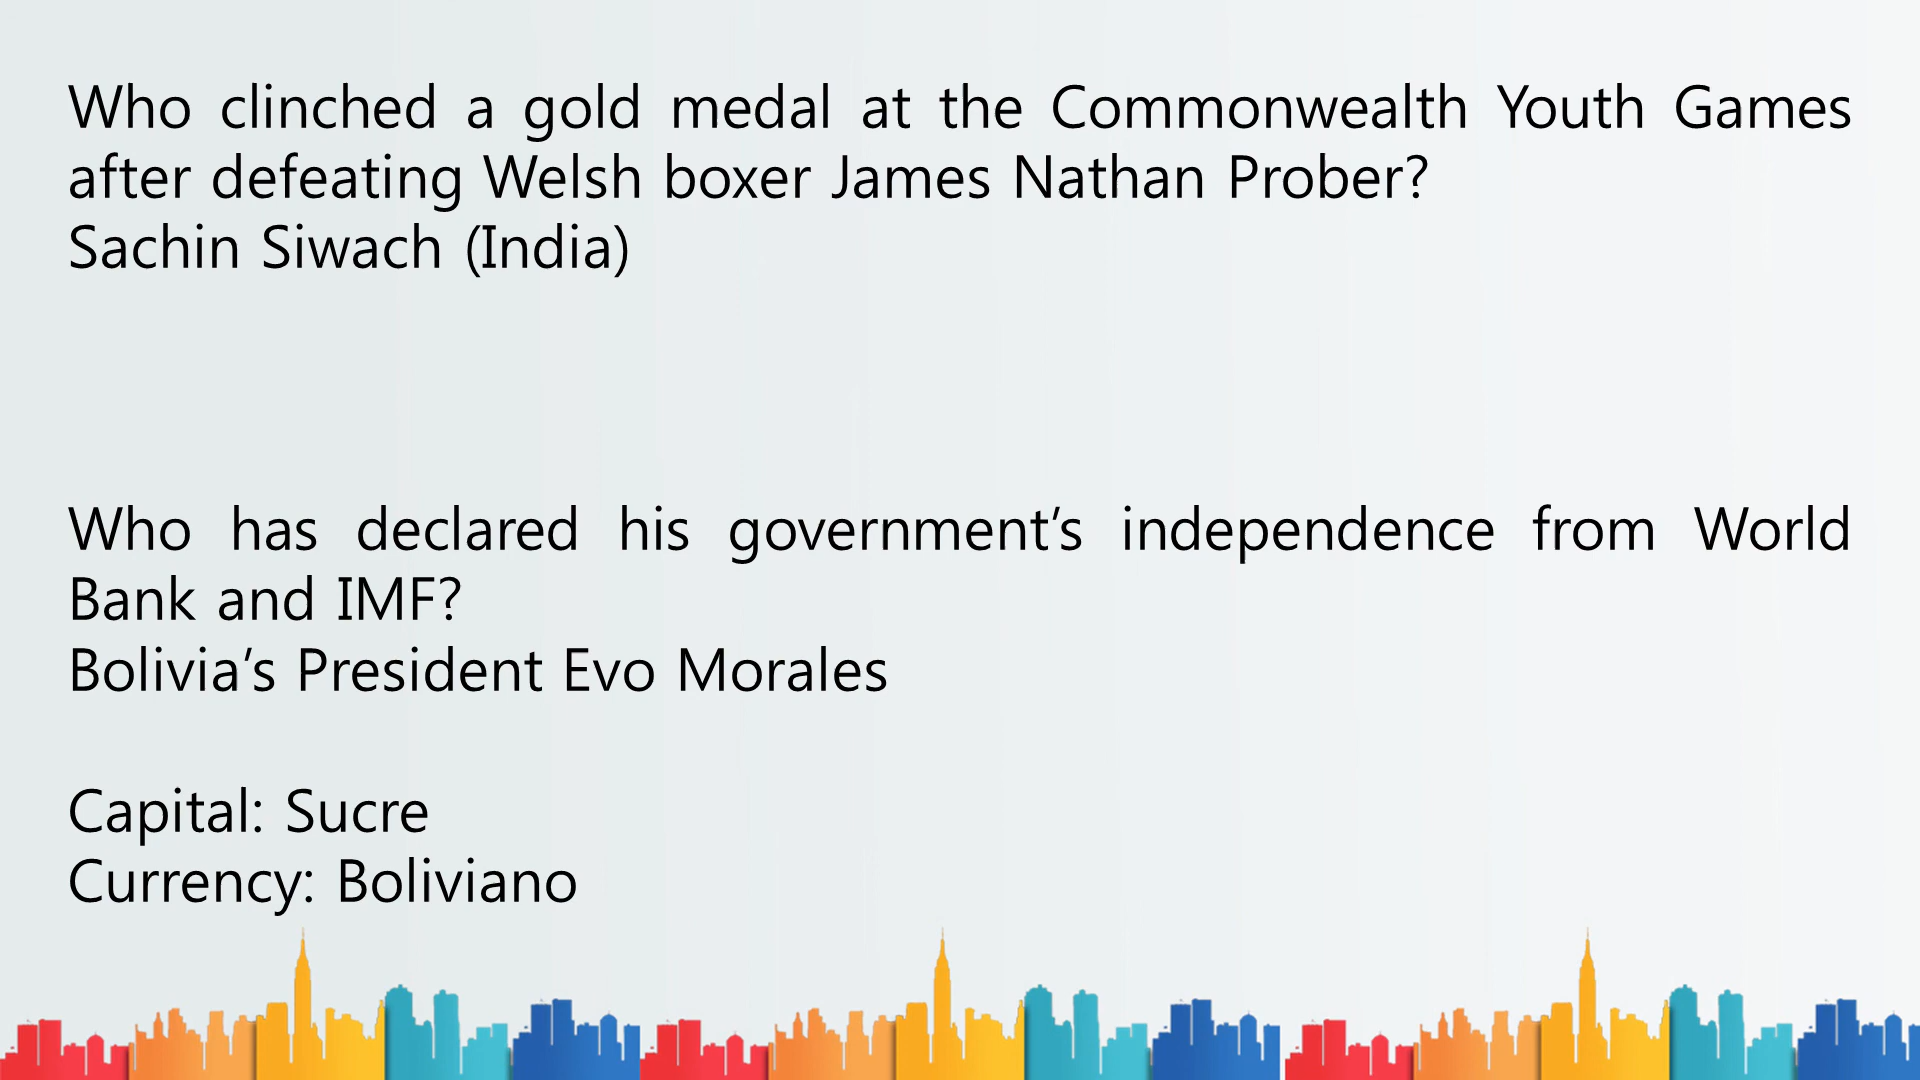 Who clinched a gold medal at the Commonwealth Youth Games
after defeating Welsh boxer James Nathan Prober?
Sachin Siwach (India)
Who has declared his government’s independence from World
Bank and IMF?
Bolivia’s President Evo Morales
Capital: Sucre
Currency: Boliviano